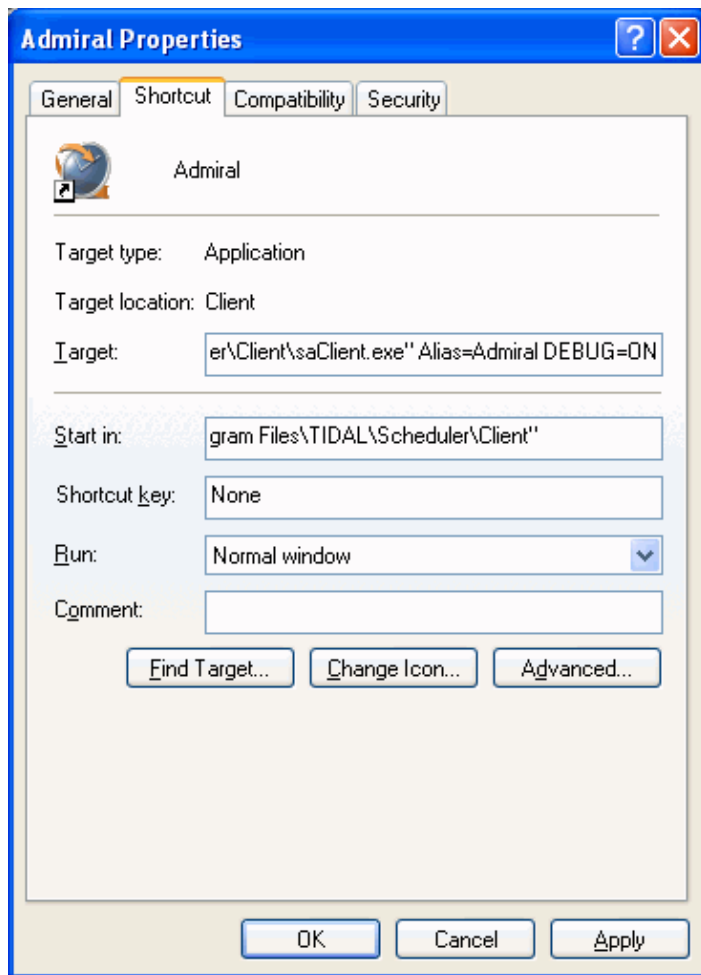 Admiral Properties
General Shortcut Compatibility Security
Admiral
Target type: Application
Target location: Client
Target: er\Client\saClient.exe" Alias=Admiral DEBUG=ON
Start in: gram Files\TIDAL\Scheduler\Client"
Shortcut key: None
Run: Normal window
Comment:
Find Target... Change Icon... Advanced...
OK Cancel Apply